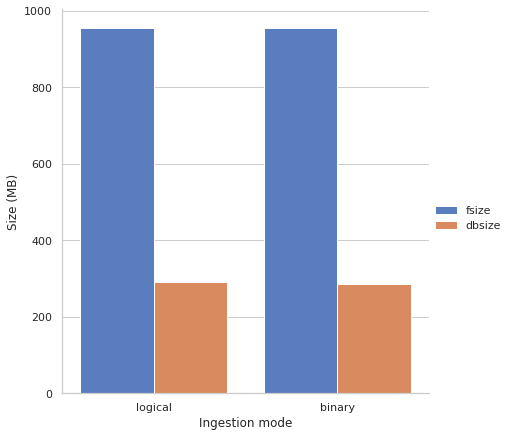 1000
800
600
400
200
0
Size (MB)
logical
binary
Ingestion mode
fsize
dbsize